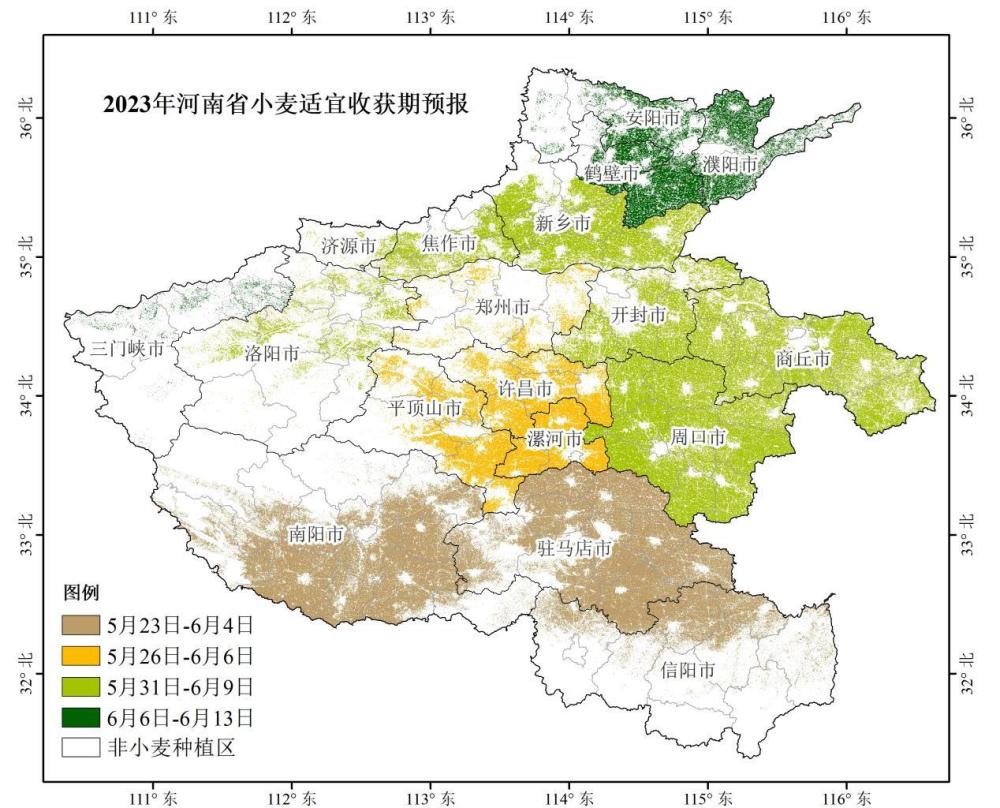 111° 东
112° 东
113° 东
114° 东
115° 东
116° 东
2023年河南省小麦适宜收获期预报
36° 北
36° 北
安阳市
濮阳市
鹤壁市
新乡市
焦作市
济源市
35° 北
35° 北
郑州市
开封市
三门峡市
洛阳市
商丘市
34° 北
34° 北
许昌市
平顶山市
漯河市
周口市
33° 北
33° 北
南阳市
驻马店市
信阳市
32° 北
32° 北
图例
5月23日-6月4日
5月26日-6月6日
5月31日-6月9日
6月6日-6月13日
非小麦种植区
111° 东
112° 东
113° 东
114° 东
115° 东
116° 东